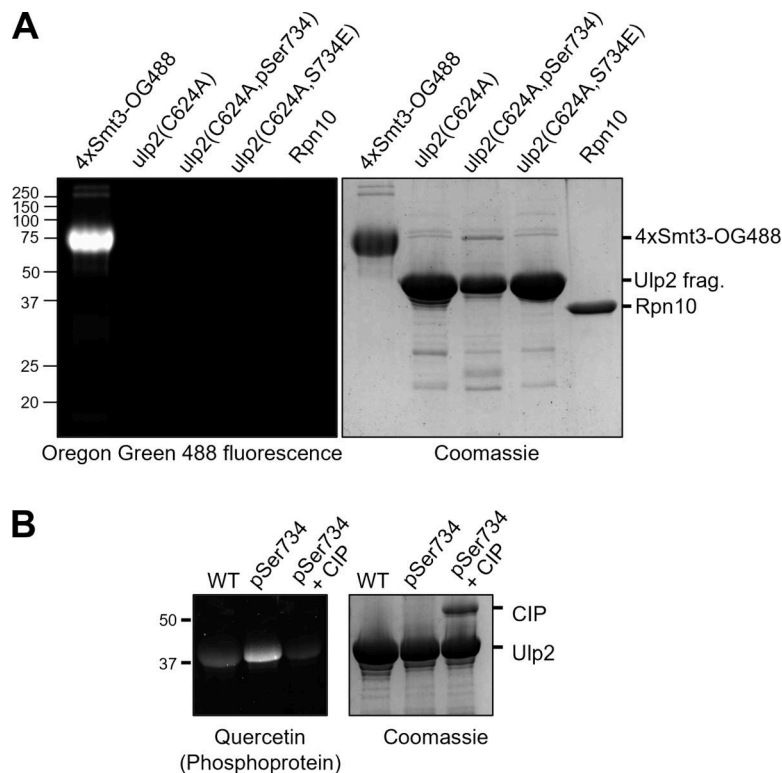 A
4xSmt3-OG488
ulp2(C624A)
ulp2(C624A,pSer734)
ulp2(C624A,S734E)
Rpn10
4xSmt3-OG488
ulp2(C624A)
ulp2(C624A,pSer734)
ulp2(C624A,S734E)
Rpn10
250
150
100
75
50
37
25
20
4xSmt3-OG488
Ulp2 frag.
Rpn10
Oregon Green 488 fluorescence
Coomassie
B
WT
pSer734
pSer734
+ CIP
WT
pSer734
pSer734
+ CIP
50
37
CIP
Ulp2
Quercetin
(Phosphoprotein)
Coomassie